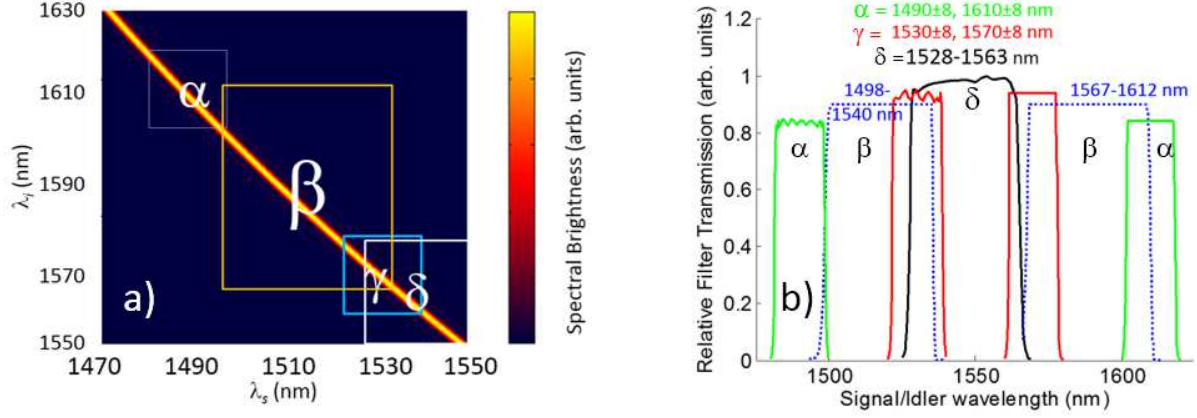 1630
1610
1590
1570
1550
λi (nm)
1470
1490
1510
1530
1550
λs (nm)
α
β
γ
δ
a)
Spectral Brightness (arb. units)
α = 1490±8, 1610±8 nm
γ = 1530±8, 1570±8 nm
δ =1528-1563 nm
1.2
1
0.8
0.6
0.4
0.2
0
Relative Filter Transmission (arb. units)
1498-
1540 nm
δ
1567-1612 nm
α
β
β
α
b)
1500
1550
1600
Signal/Idler wavelength (nm)